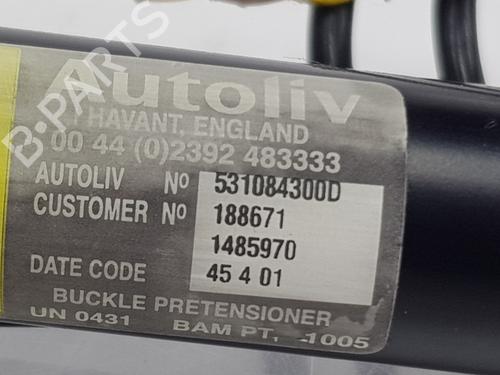 Autoliv
HAVANT, ENGLAND
00 44 (0)2392 483333
AUTOLIV Nº 531084300D
CUSTOMER Nº 188671
1485970
DATE CODE 45 4 01
BUCKLE PRETENSIONER
UN 0431 BAM PT, 1005
B-PARTS